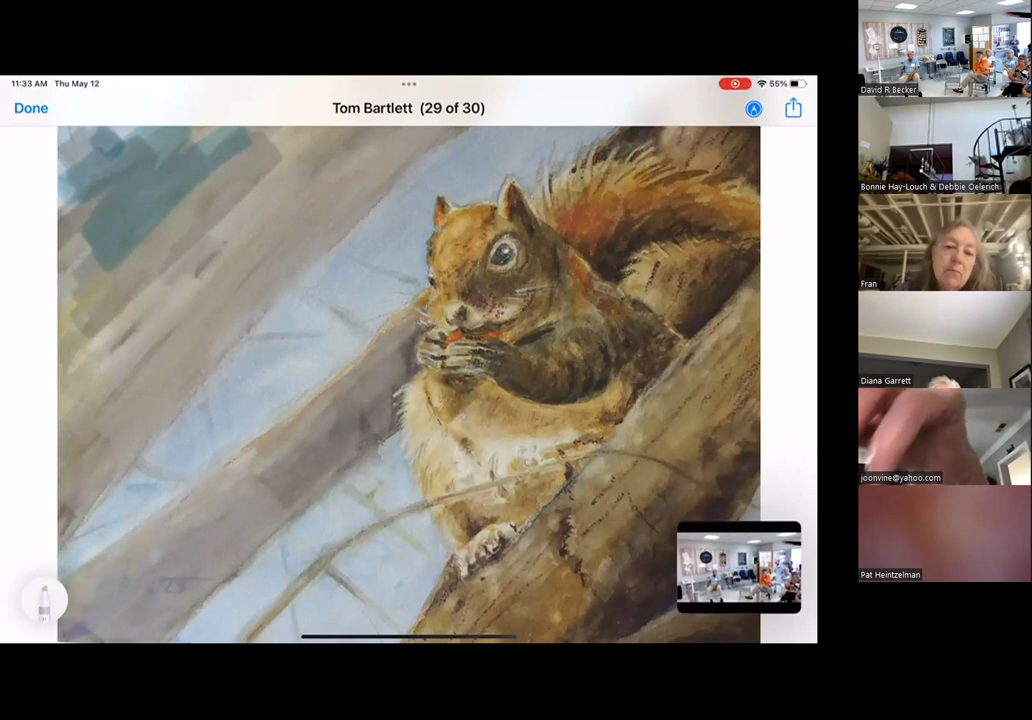 11:33 AM Thu May 12
55%
Done
Tom Bartlett (29 of 30)
David R Becker
Bonnie Hay-Louch & Debbie Oelerich
Fran
Diana Garrett
joonvine@yahoo.com
Pat Heintzelman